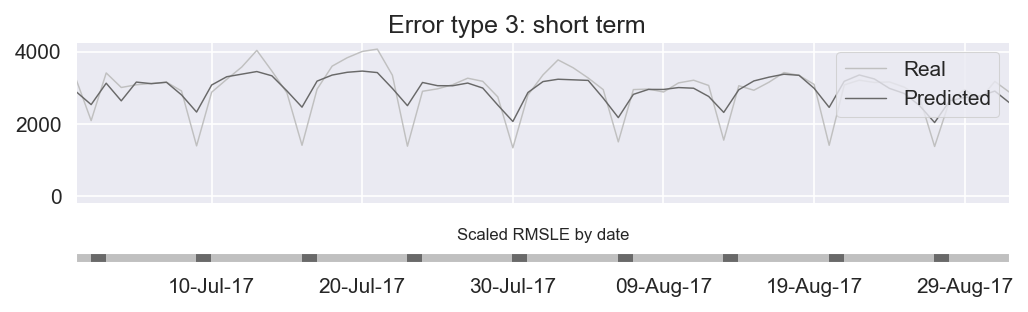 Error type 3: short term
4000
2000
0
Real
Predicted
Scaled RMSLE by date
10-Jul-17 20-Jul-17 30-Jul-17 09-Aug-17 19-Aug-17 29-Aug-17